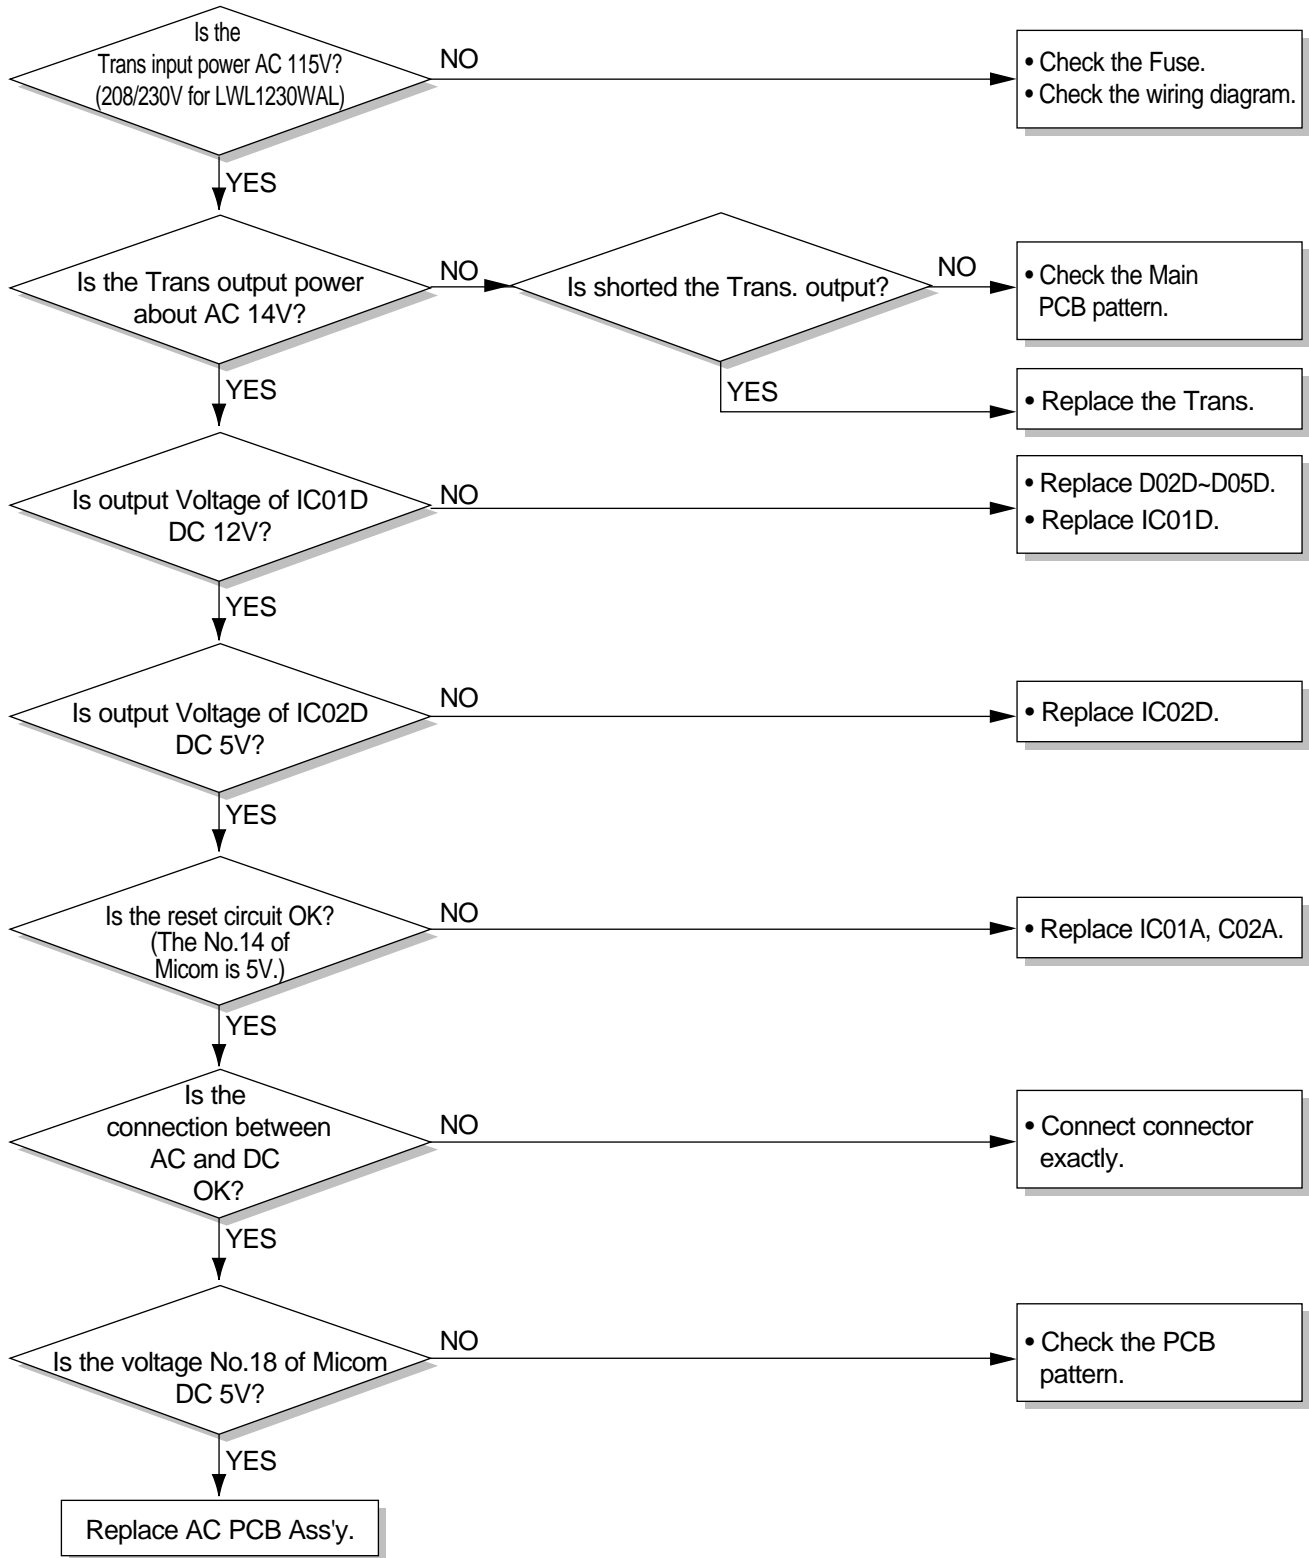 Is the
Trans input power AC 115V?
(208/230V for LWL1230WAL)
NO
• Check the Fuse.
• Check the wiring diagram.
YES
Is the Trans output power
about AC 14V?
NO
Is shorted the Trans. output?
NO
• Check the Main
PCB pattern.
YES
• Replace the Trans.
YES
Is output Voltage of IC01D
DC 12V?
NO
• Replace D02D~D05D.
• Replace IC01D.
YES
Is output Voltage of IC02D
DC 5V?
NO
• Replace IC02D.
YES
Is the reset circuit OK?
(The No.14 of
Micom is 5V.)
NO
• Replace IC01A, C02A.
YES
Is the
connection between
AC and DC
OK?
NO
• Connect connector
exactly.
YES
Is the voltage No.18 of Micom
DC 5V?
NO
• Check the PCB
pattern.
YES
Replace AC PCB Ass'y.